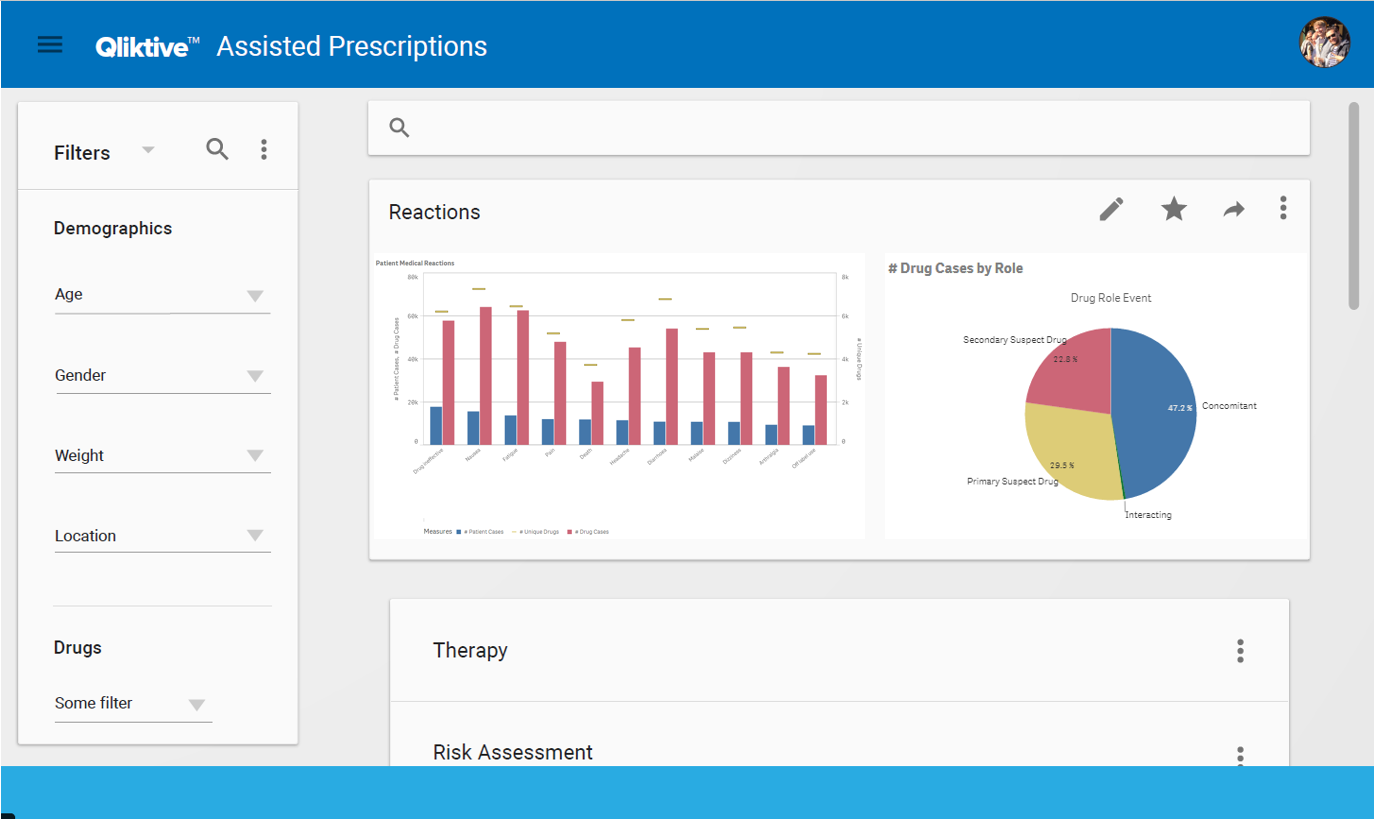 Qliktive™ Assisted Prescriptions
Filters
Demographics
Age
Gender
Weight
Location
Drugs
Some filter
Reactions
Patient Medical Reactions
80k
60k
40k
20k
0
# Patient Cases, # Drug Cases
8k
6k
4k
2k
0
# Unique Drugs
Drug ineffective
Nausea
Fatigue
Pain
Death
Headache
Diarrhoea
Malaise
Dizziness
Arthralgia
Off label use
Measures # Patient Cases # Unique Drugs # Drug Cases
# Drug Cases by Role
Drug Role Event
Secondary Suspect Drug
22.8 %
47.2 %
Concomitant
29.5 %
Primary Suspect Drug
Interacting
Therapy
Risk Assessment